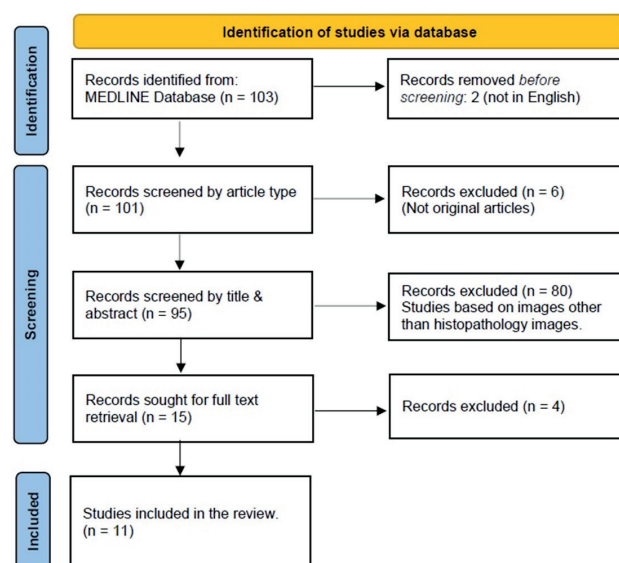 Identification of studies via database
Identification
Records identified from:
MEDLINE Database (n = 103)
Records removed before
screening: 2 (not in English)
Screening
Records screened by article type
(n = 101)
Records excluded (n = 6)
(Not original articles)
Records screened by title &
abstract (n = 95)
Records excluded (n = 80)
Studies based on images other
than histopathology images.
Records sought for full text
retrieval (n = 15)
Records excluded (n = 4)
Included
Studies included in the review.
(n = 11)